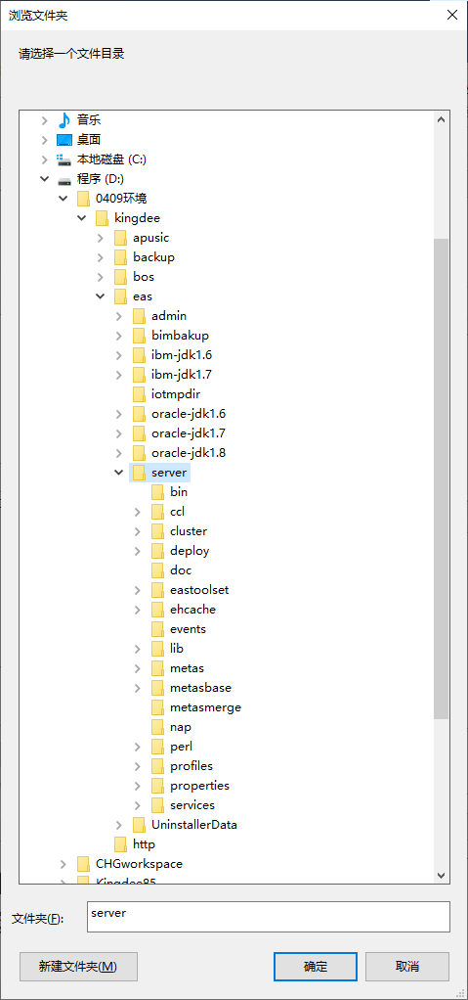 浏览文件夹
请选择一个文件目录
音乐
桌面
本地磁盘 (C:)
程序 (D:)
0409环境
kingdee
apusic
backup
bos
eas
admin
bimbakup
ibm-jdk1.6
ibm-jdk1.7
iotmpdir
oracle-jdk1.6
oracle-jdk1.7
oracle-jdk1.8
server
bin
ccl
cluster
deploy
doc
eastoolset
ehcache
events
lib
metas
metasbase
metasmerge
nap
perl
profiles
properties
services
UninstallerData
http
CHGworkspace
Kingdee85
文件夹(F):
server
新建文件夹(M)
确定
取消